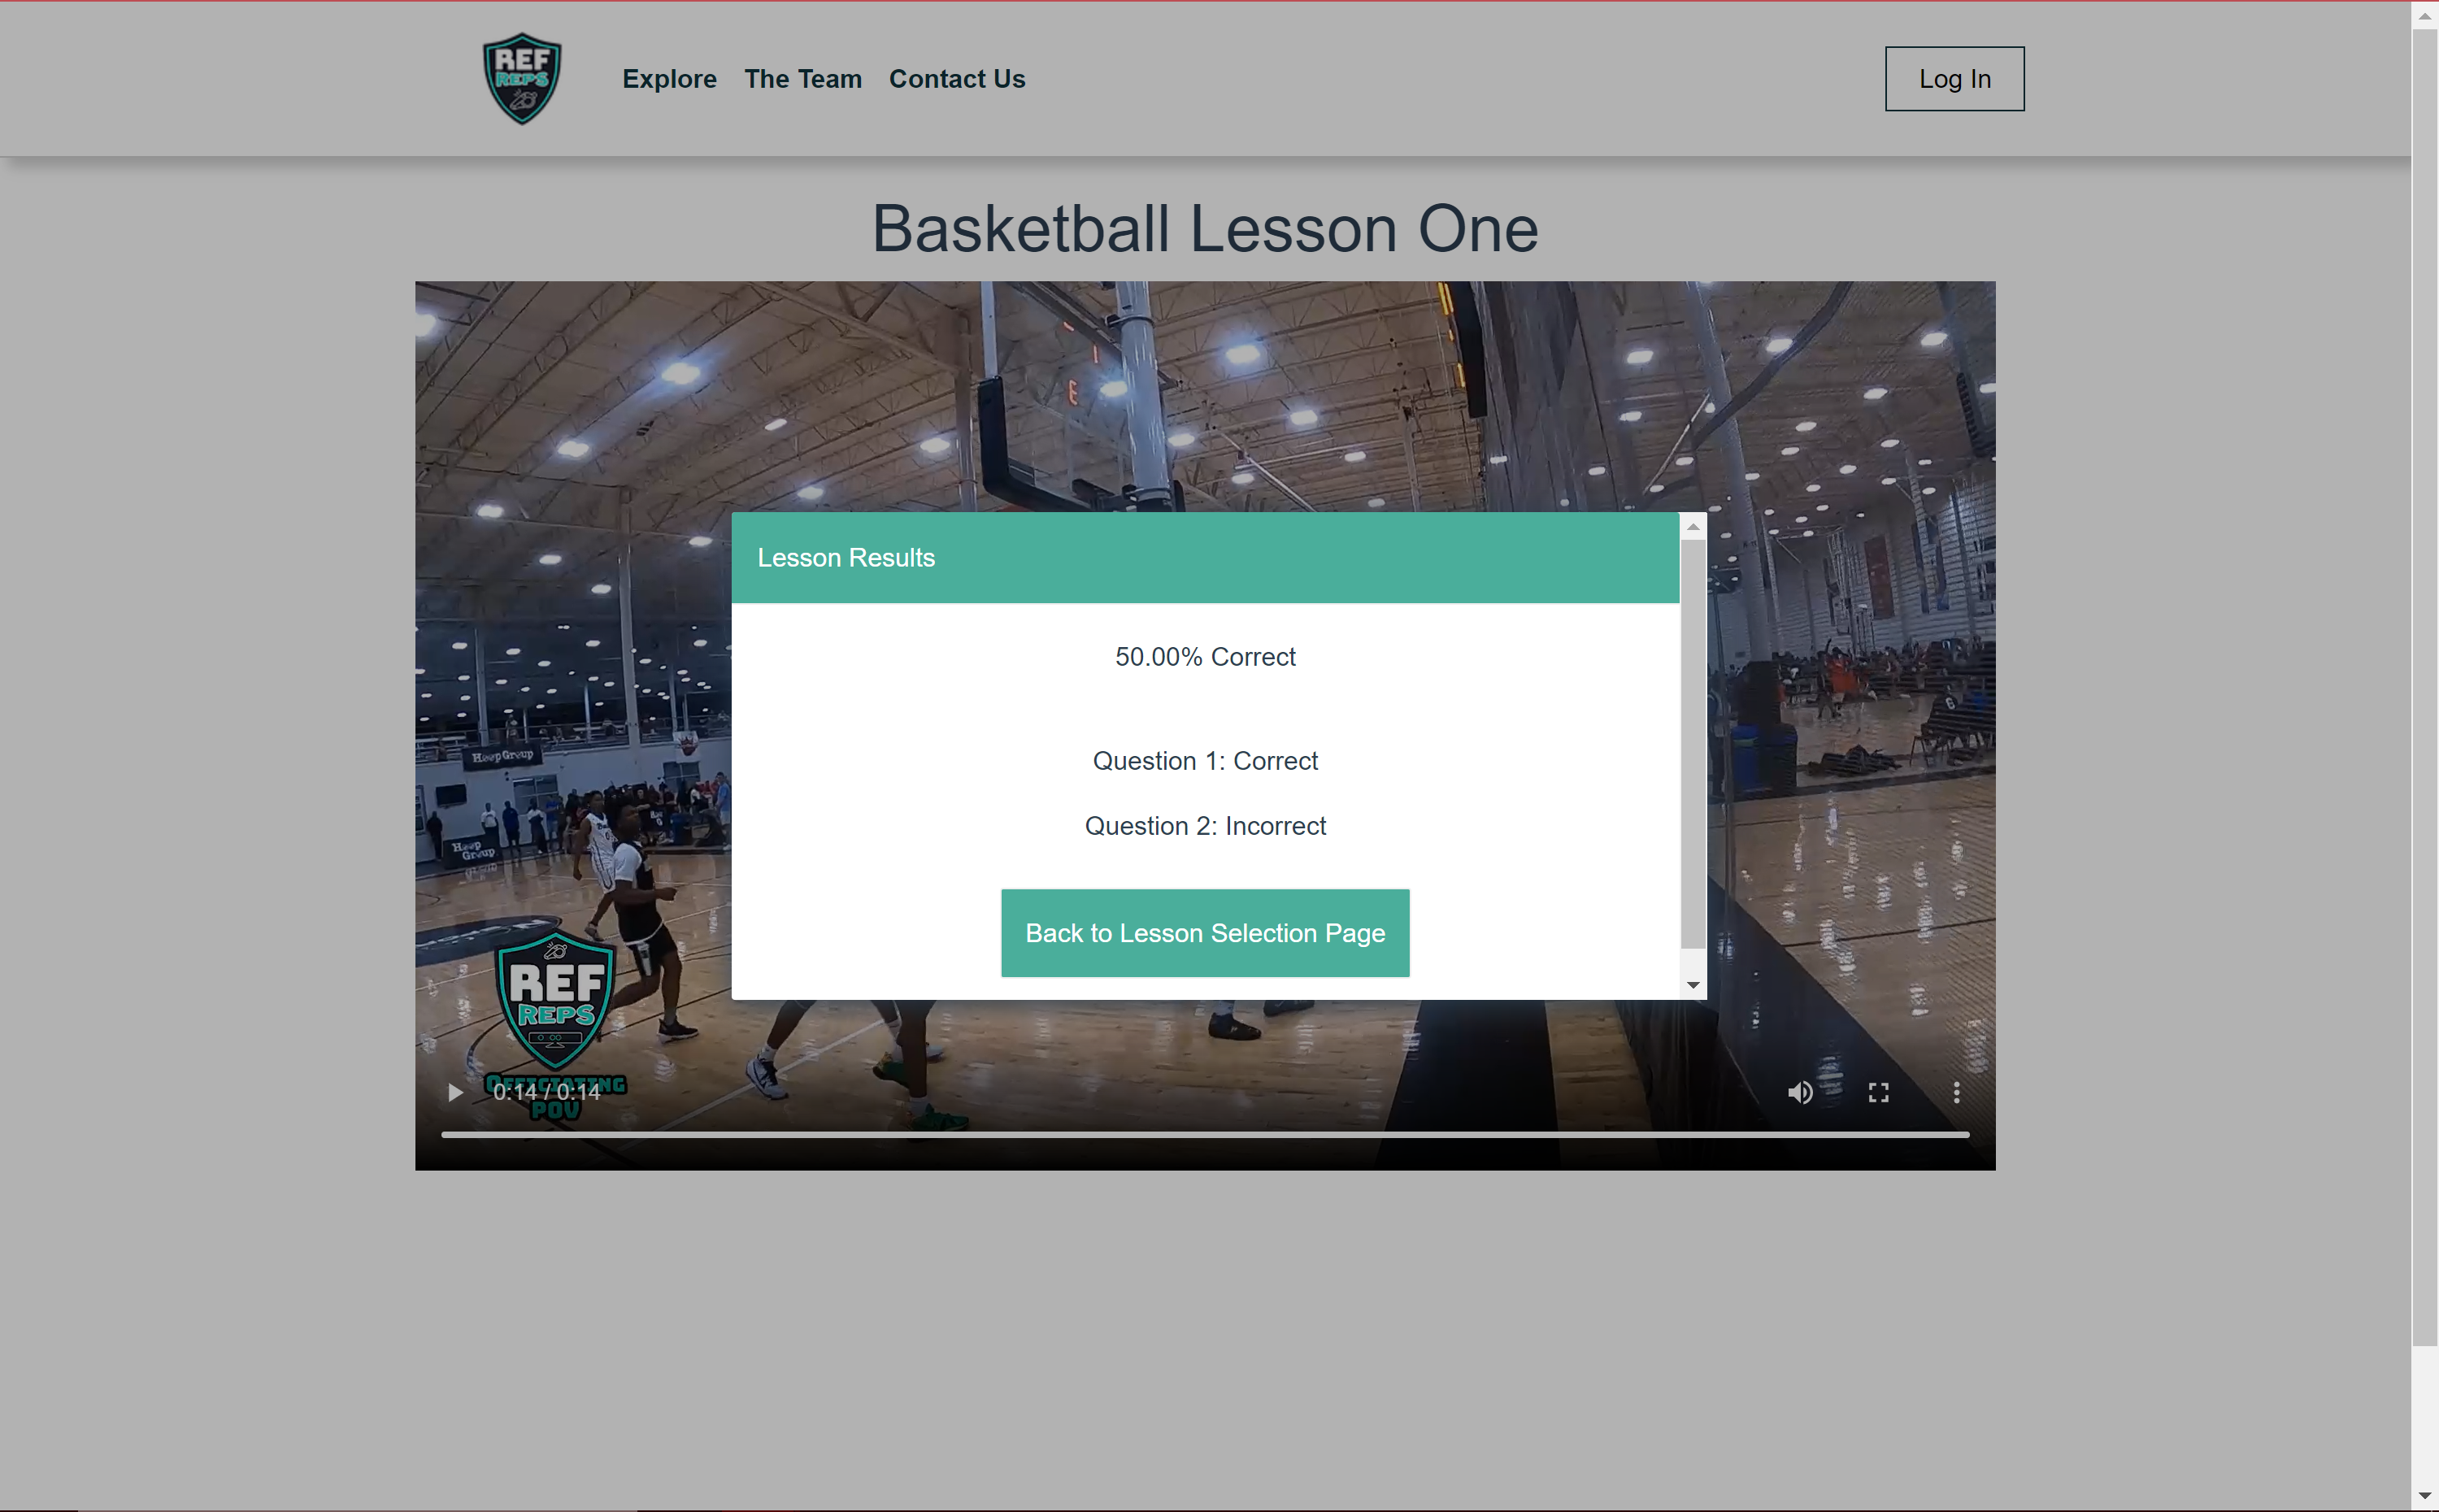 REF
REPS
Explore The Team Contact Us
Log In
Basketball Lesson One
Lesson Results
50.00% Correct
Question 1: Correct
Question 2: Incorrect
Back to Lesson Selection Page
Hoop Group
Hoop
Group
REF
REPS
OFFICIATING
POV
0:14 / 0:14